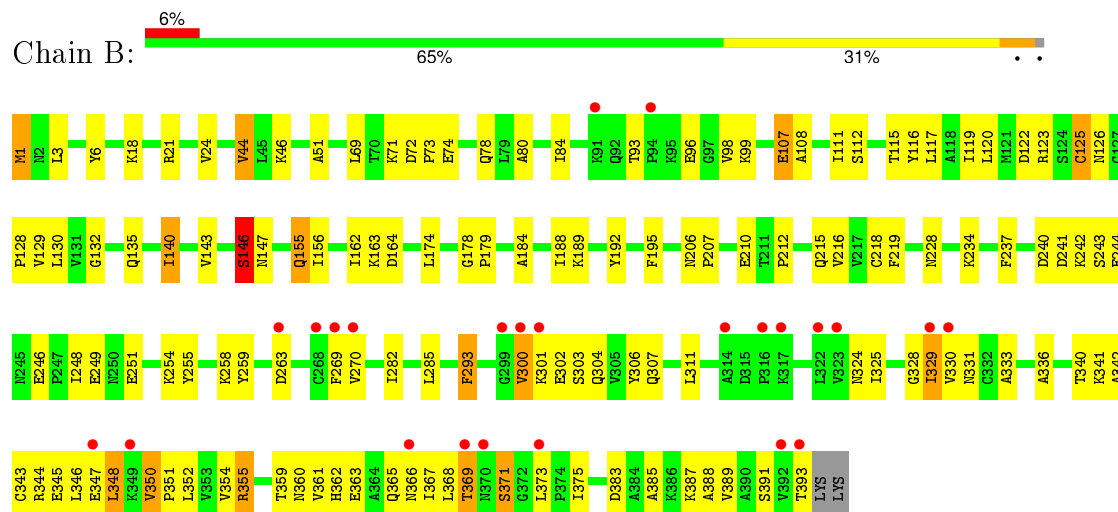 6%
Chain B:
65% 31% • •
M1 N2 L3 Y6 K18 R21 V24 V44 L45 K46 A51 L69 T70 K71 D72 P73 E74 Q78 L79 A80 I84 K91 Q92 T93 P94 K95 E96 G97 V98 K99 E107 A108 I111 S112 T115 Y116 L117 A118 I119 L120 M121 D122 R123 S124 C125 N126 G127
P128 V129 L130 V131 G132 Q135 I140 V143 S146 N147 Q155 I156 I162 K163 D164 L174 G178 P179 A184 I188 K189 Y192 F195 N206 P207 E210 T211 P212 Q215 V216 V217 C218 F219 N228 K234 F237 D240 D241 K242 S243 E244
N245 E246 P247 I248 E249 N250 E251 K254 Y255 K258 Y259 D263 C268 F269 V270 I282 L285 F293 G299 V300 K301 E302 S303 Q304 V305 Y306 Q307 L311 A314 D315 P316 K317 L322 V323 N324 I325 G328 I329 V330 N331 C332 A333 A336 T340 K341 A342
C343 R344 E345 L346 E347 L348 K349 V350 P351 L352 V353 V354 R355 T359 N360 V361 H362 E363 A364 Q365 N366 I367 L368 T369 N370 S371 G372 L373 P374 I375 D383 A384 A385 K386 K387 A388 V389 A390 S391 V392 T393 LYS LYS